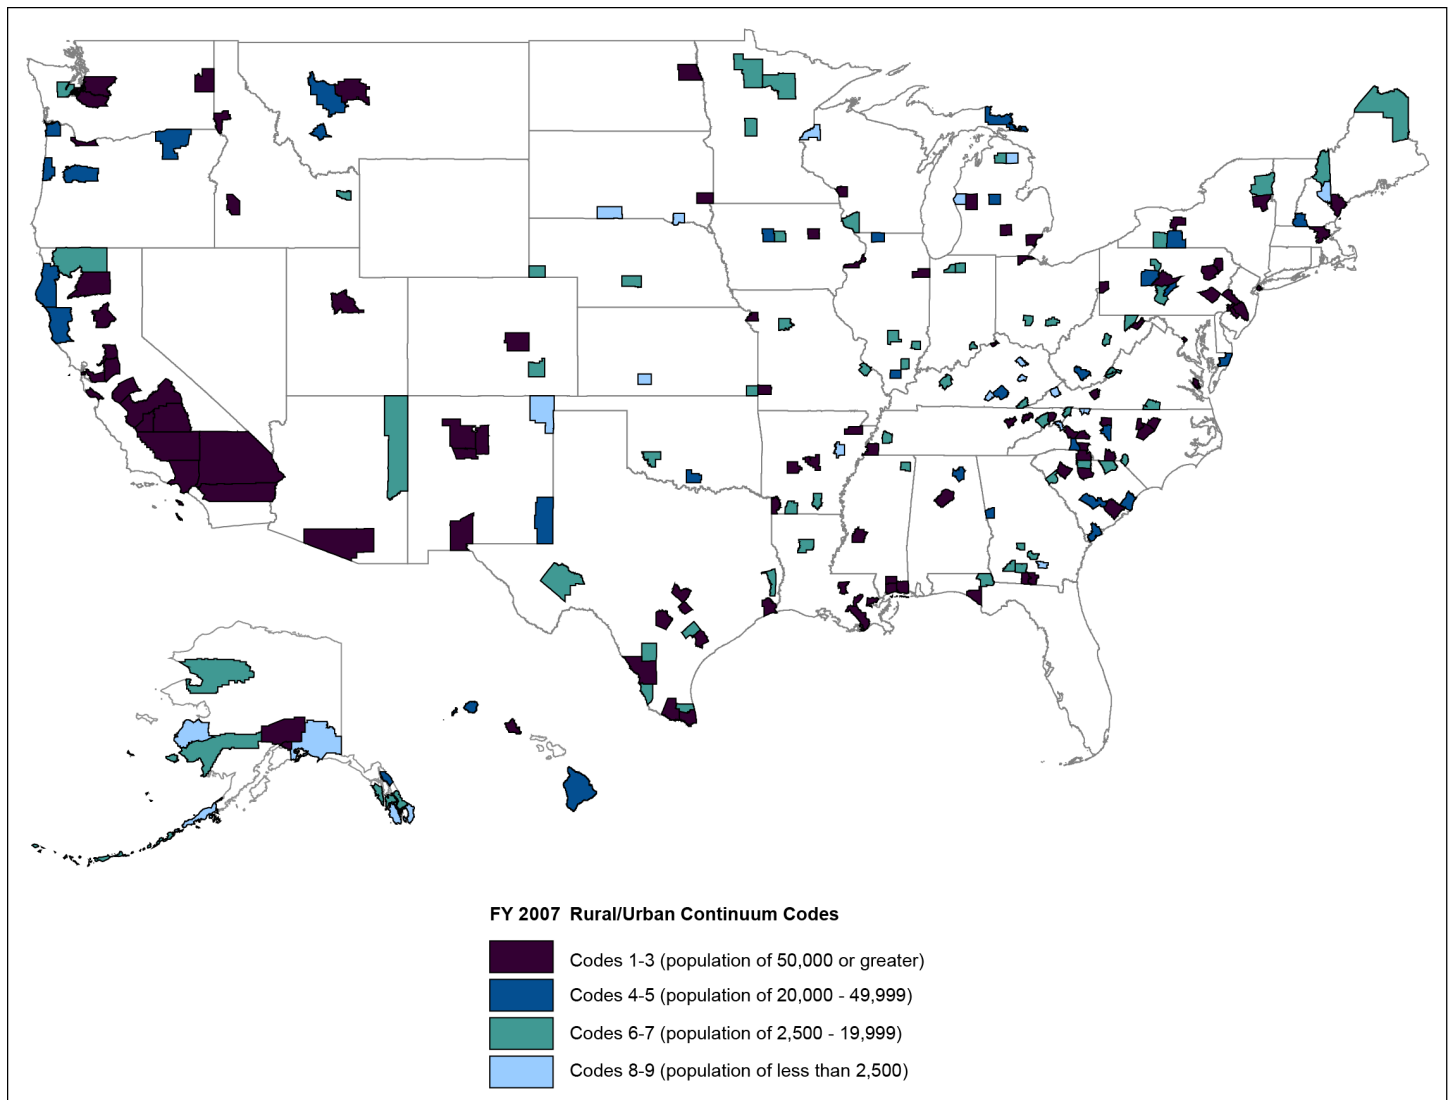 FY 2007 Rural/Urban Continuum Codes
Codes 1-3 (population of 50,000 or greater)
Codes 4-5 (population of 20,000 - 49,999)
Codes 6-7 (population of 2,500 - 19,999)
Codes 8-9 (population of less than 2,500)